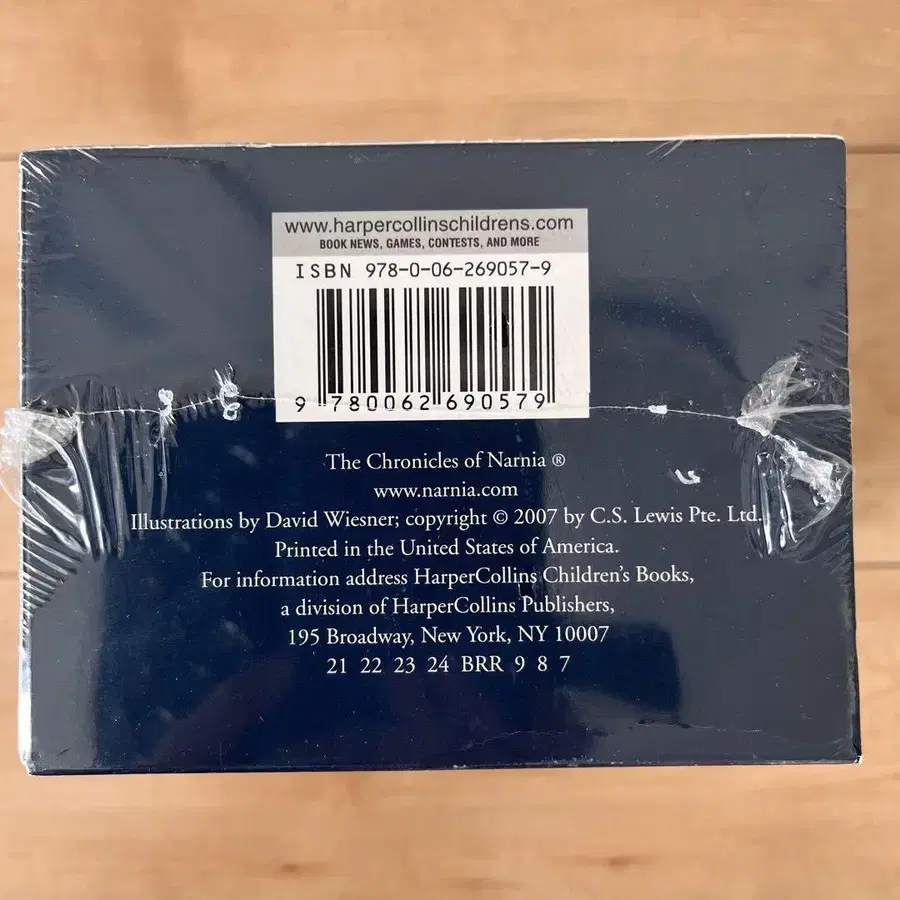 www.harpercollinschildrens.com
BOOK NEWS, GAMES, CONTESTS, AND MORE
ISBN 978-0-06-269057-9
9 780062 690579
The Chronicles of Narnia ®
www.narnia.com
Illustrations by David Wiesner; copyright © 2007 by C.S. Lewis Pte. Ltd.
Printed in the United States of America.
For information address HarperCollins Children's Books,
a division of HarperCollins Publishers,
195 Broadway, New York, NY 10007
21 22 23 24 BRR 9 8 7